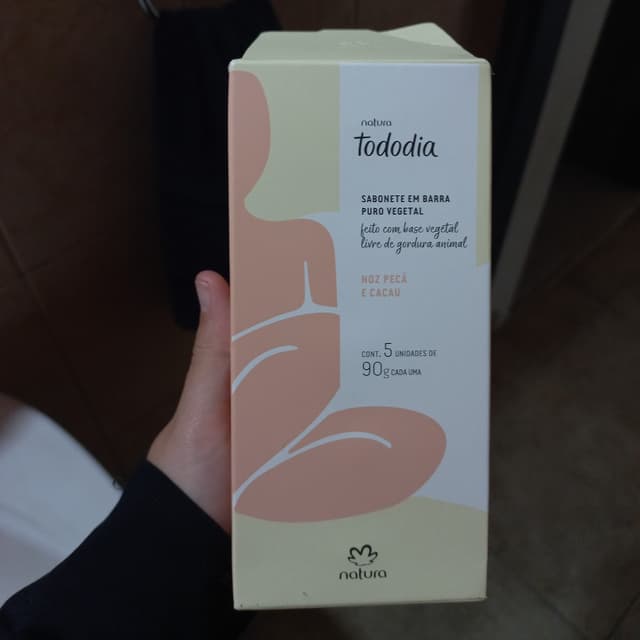 natura
Tododia
SABONETE EM BARRA
PURO VEGETAL
feito com base vegetal
livre de gordura animal
NOZ PECÃ
E CACAU
CONT. 5 UNIDADES DE
90g CADA UMA
natura